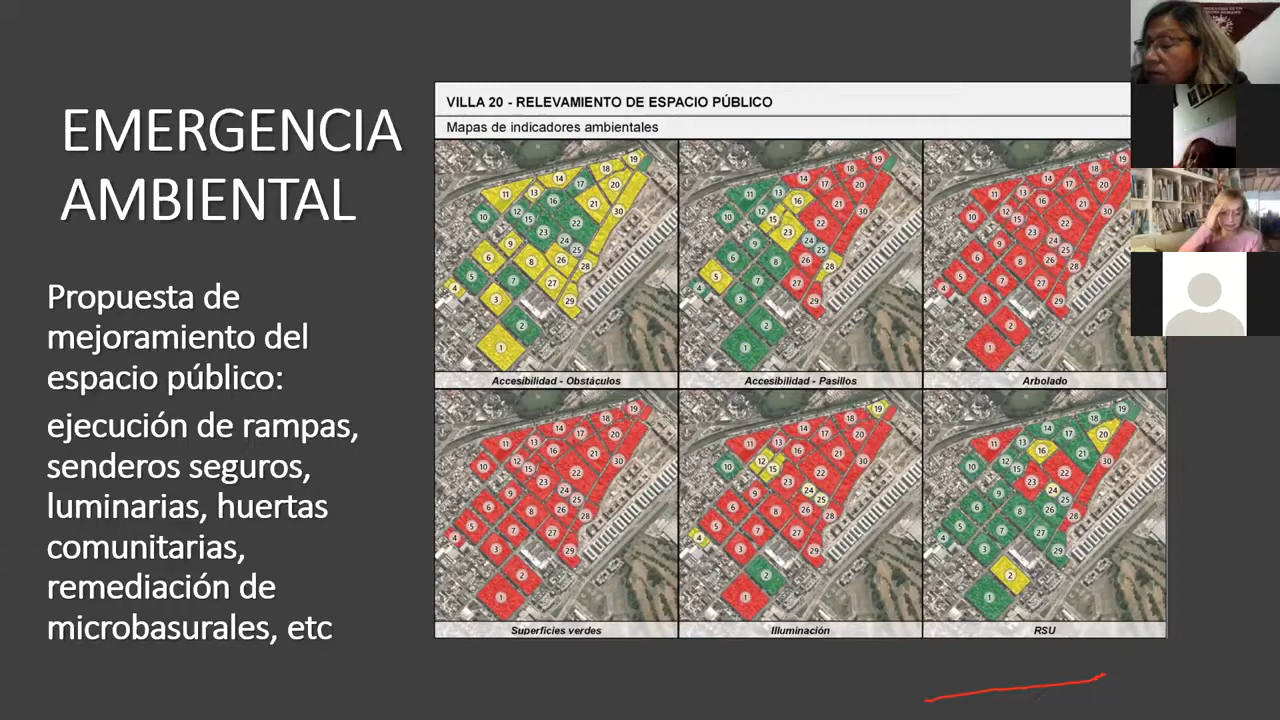 EMERGENCIA
AMBIENTAL
Propuesta de
mejoramiento del
espacio público:
ejecución de rampas,
senderos seguros,
luminarias, huertas
comunitarias,
remediación de
microbasurales, etc
VILLA 20 - RELEVAMIENTO DE ESPACIO PÚBLICO
Mapas de indicadores ambientales
Accesibilidad - Obstáculos
Accesibilidad - Pasillos
Arbolado
Superficies verdes
Illuminación
RSU